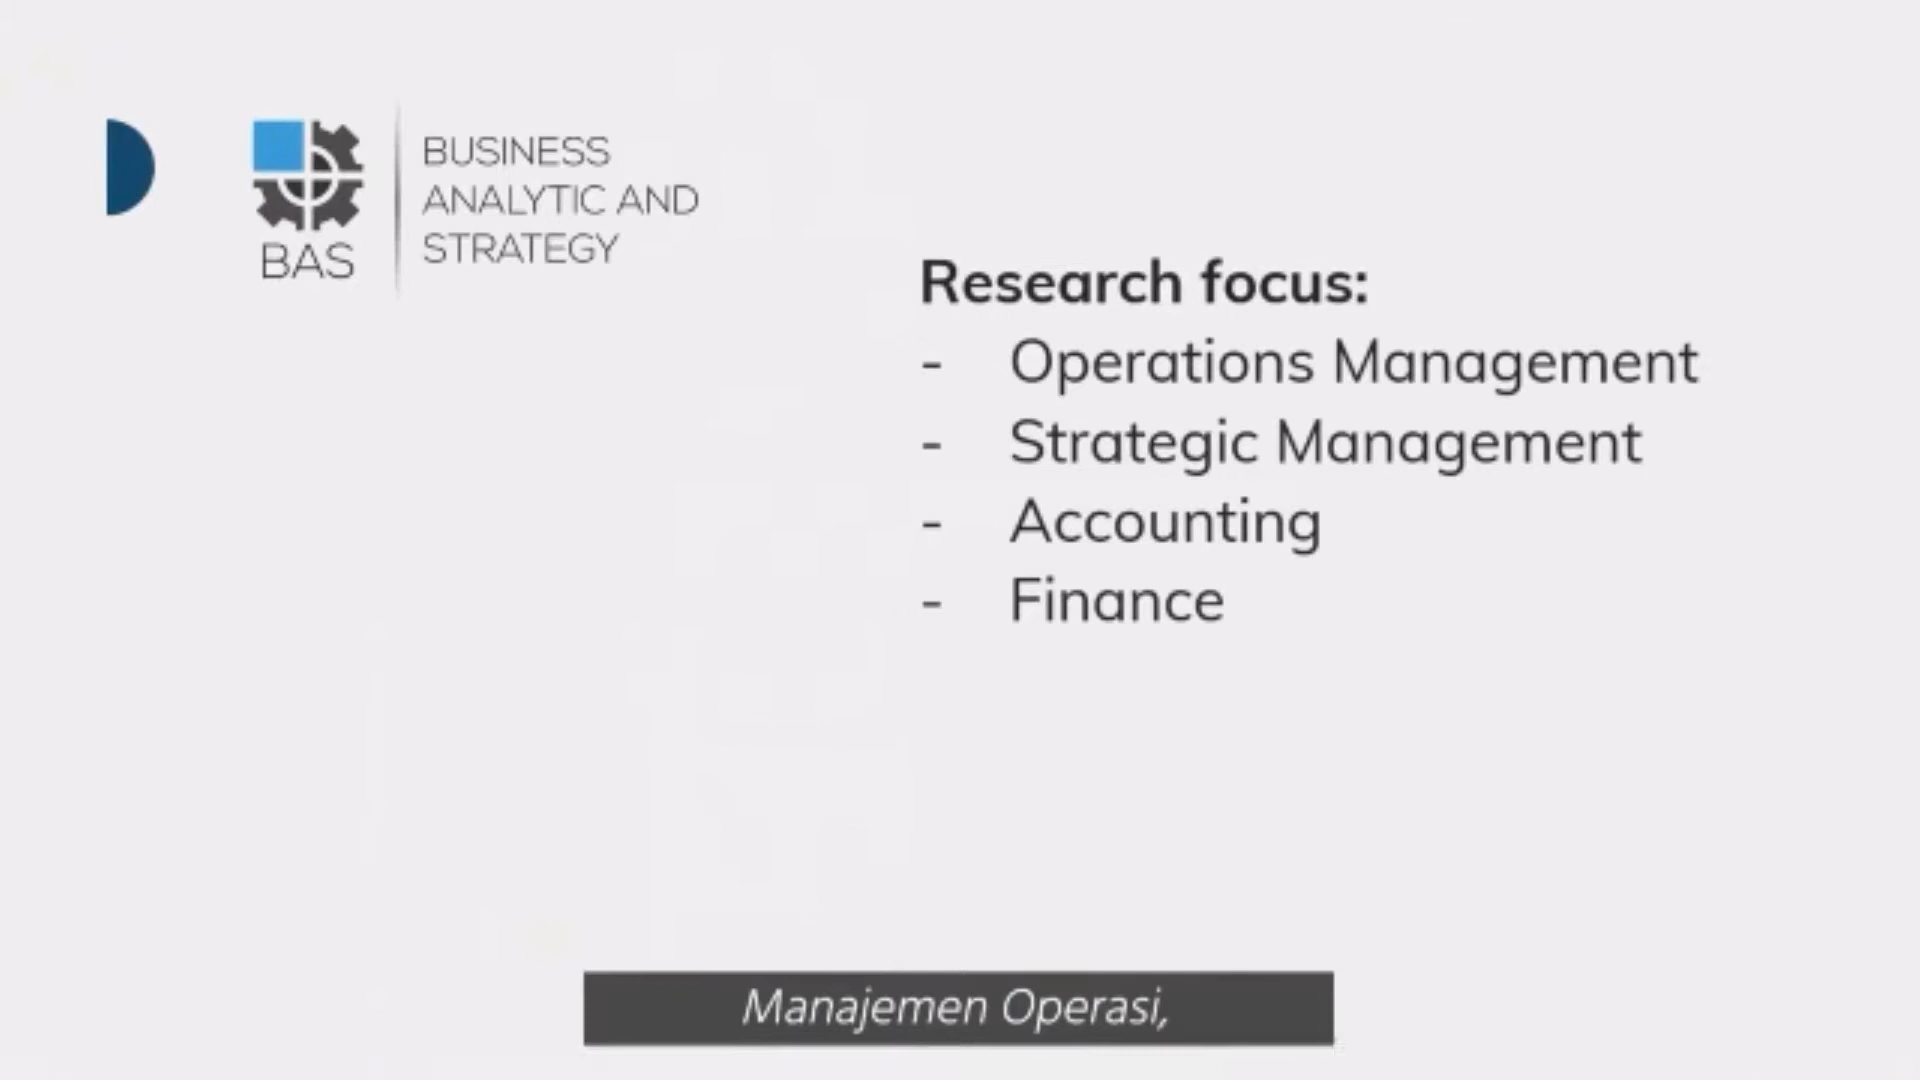 BAS
BUSINESS
ANALYTIC AND
STRATEGY
Research focus:
- Operations Management
- Strategic Management
- Accounting
- Finance
Manajemen Operasi,